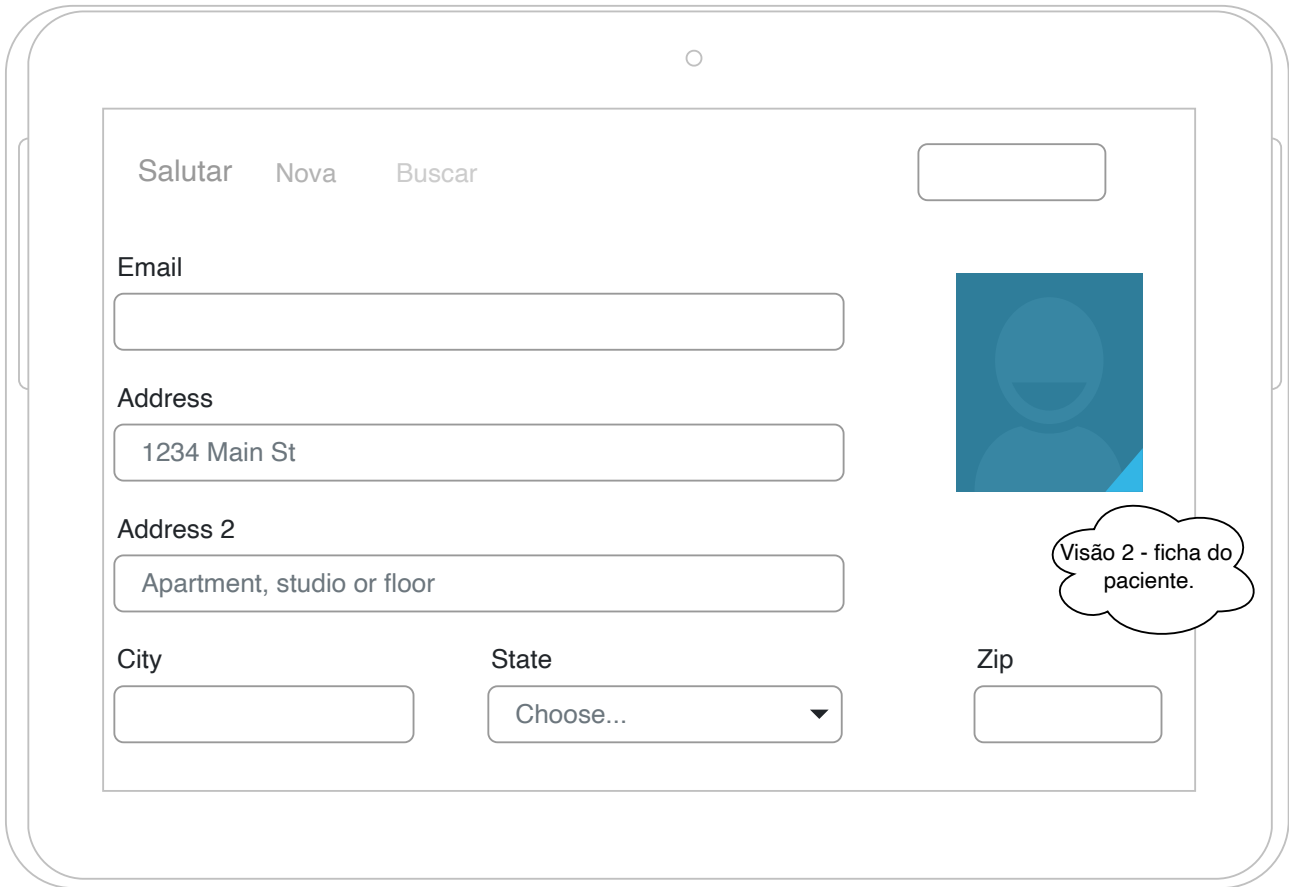 Salutar Nova Buscar
Email
Address
1234 Main St
Address 2
Apartment, studio or floor
Visão 2 - ficha do
paciente.
City State Zip
Choose...